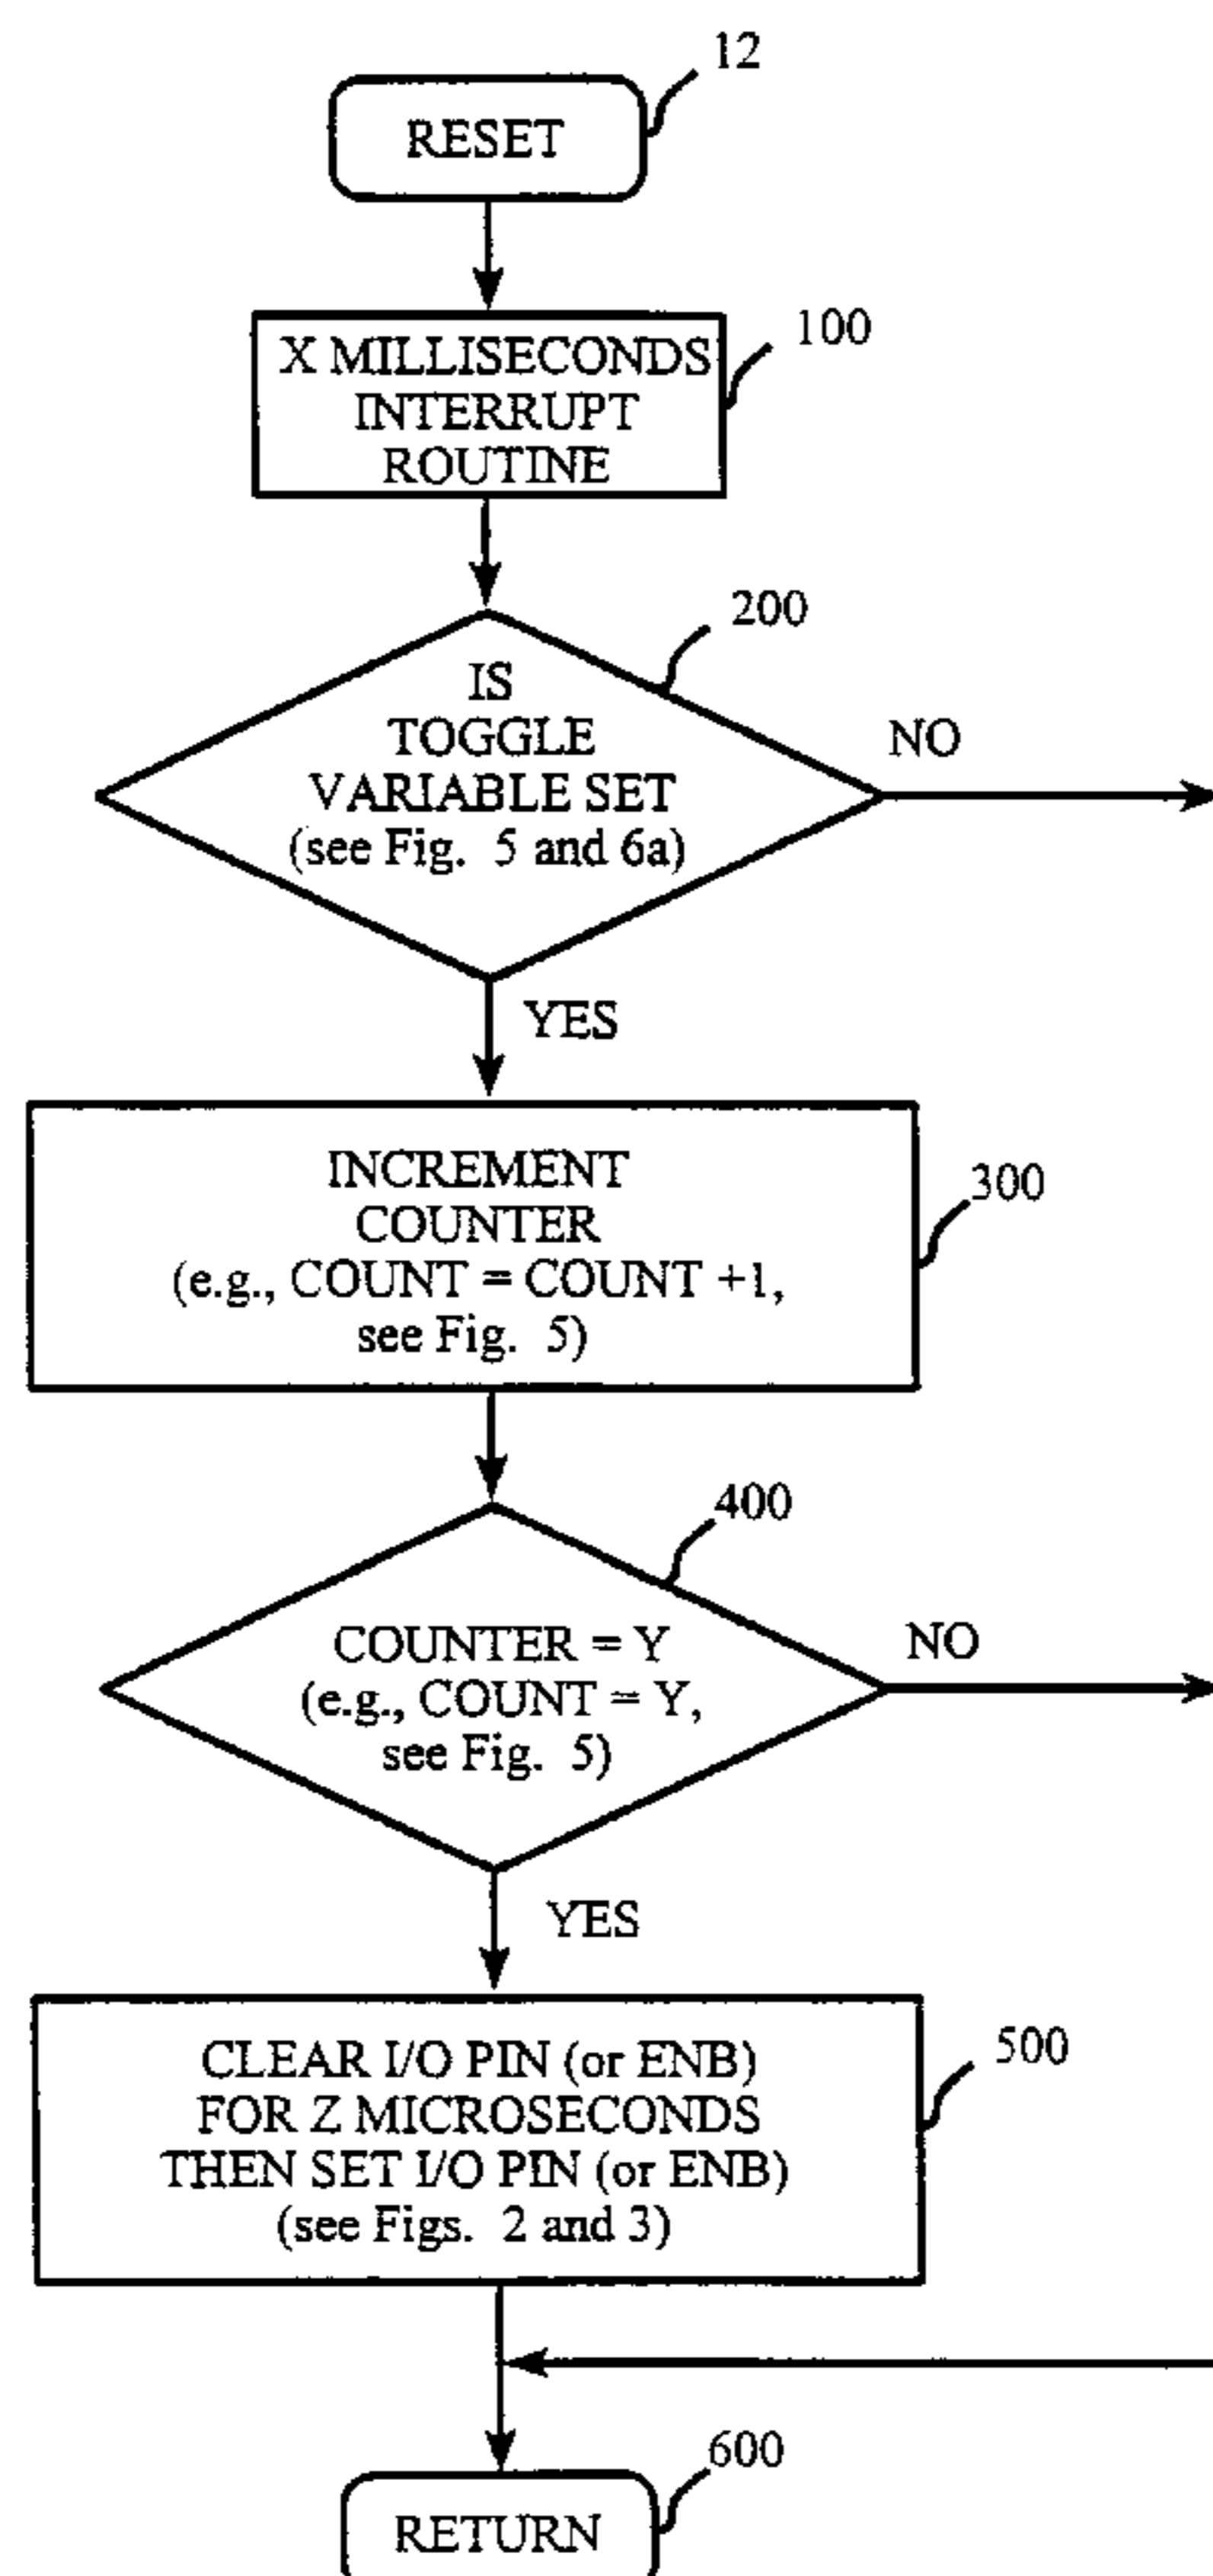 12
RESET
100
X MILLISECONDS
INTERRUPT
ROUTINE
200
IS
TOGGLE
VARIABLE SET
(see Fig. 5 and 6a)
NO
YES
300
INCREMENT
COUNTER
(e.g., COUNT = COUNT +1,
see Fig. 5)
400
COUNTER = Y
(e.g., COUNT = Y,
see Fig. 5)
NO
YES
500
CLEAR I/O PIN (or ENB)
FOR Z MICROSECONDS
THEN SET I/O PIN (or ENB)
(see Figs. 2 and 3)
600
RETURN